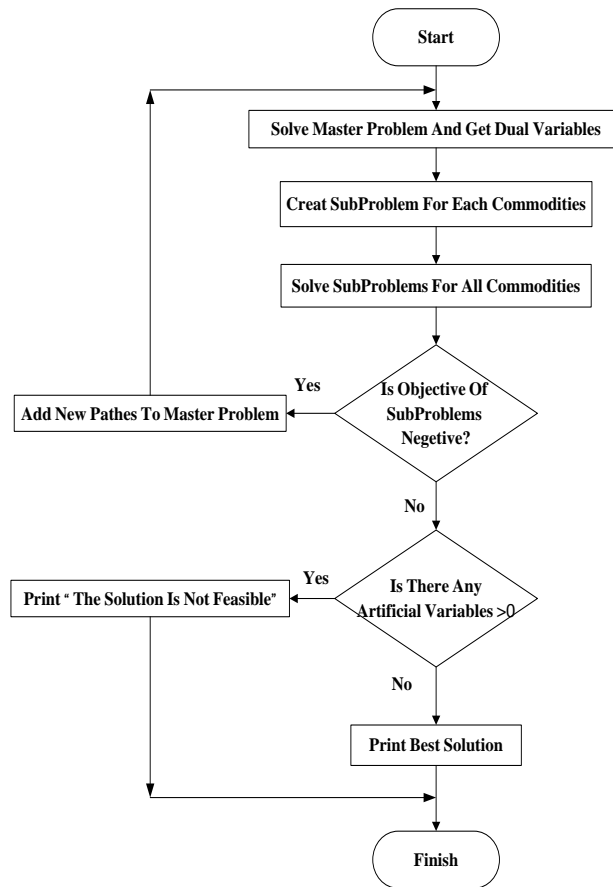 Start
Solve Master Problem And Get Dual Variables
Creat SubProblem For Each Commodities
Solve SubProblems For All Commodities
Is Objective Of
SubProblems
Negetive?
Yes
Add New Pathes To Master Problem
No
Is There Any
Artificial Variables >0
Yes
Print “ The Solution Is Not Feasible”
No
Print Best Solution
Finish